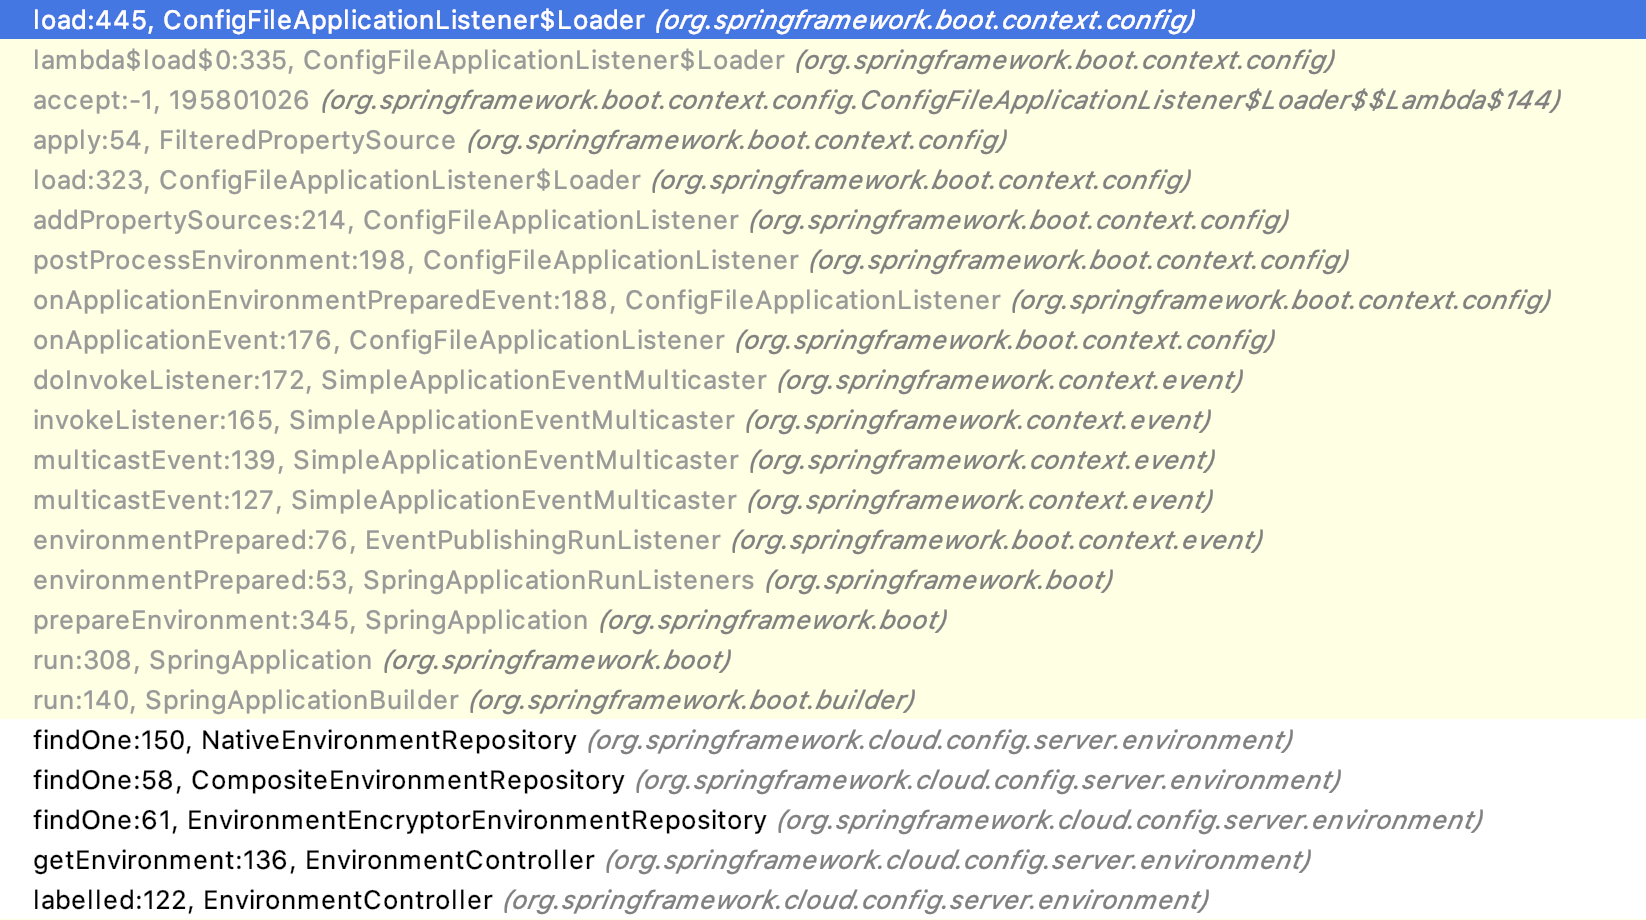 load:445, ConfigFileApplicationListener$Loader (org.springframework.boot.context.config)
lambda$load$0:335, ConfigFileApplicationListener$Loader (org.springframework.boot.context.config)
accept:-1, 195801026 (org.springframework.boot.context.config.ConfigFileApplicationListener$Loader$$Lambda$144)
apply:54, FilteredPropertySource (org.springframework.boot.context.config)
load:323, ConfigFileApplicationListener$Loader (org.springframework.boot.context.config)
addPropertySources:214, ConfigFileApplicationListener (org.springframework.boot.context.config)
postProcessEnvironment:198, ConfigFileApplicationListener (org.springframework.boot.context.config)
onApplicationEnvironmentPreparedEvent:188, ConfigFileApplicationListener (org.springframework.boot.context.config)
onApplicationEvent:176, ConfigFileApplicationListener (org.springframework.boot.context.config)
doInvokeListener:172, SimpleApplicationEventMulticaster (org.springframework.context.event)
invokeListener:165, SimpleApplicationEventMulticaster (org.springframework.context.event)
multicastEvent:139, SimpleApplicationEventMulticaster (org.springframework.context.event)
multicastEvent:127, SimpleApplicationEventMulticaster (org.springframework.context.event)
environmentPrepared:76, EventPublishingRunListener (org.springframework.boot.context.event)
environmentPrepared:53, SpringApplicationRunListeners (org.springframework.boot)
prepareEnvironment:345, SpringApplication (org.springframework.boot)
run:308, SpringApplication (org.springframework.boot)
run:140, SpringApplicationBuilder (org.springframework.boot.builder)
findOne:150, NativeEnvironmentRepository (org.springframework.cloud.config.server.environment)
findOne:58, CompositeEnvironmentRepository (org.springframework.cloud.config.server.environment)
findOne:61, EnvironmentEncryptorEnvironmentRepository (org.springframework.cloud.config.server.environment)
getEnvironment:136, EnvironmentController (org.springframework.cloud.config.server.environment)
labelled:122, EnvironmentController (org.springframework.cloud.config.server.environment)